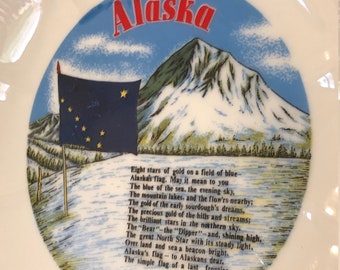 Alaska
Eight stars of gold on a field of blue-
Alaska's flag. May it mean to you
The blue of the sea, the evening sky,
The mountain lakes, and the flow'rs nearby;
The gold of the early sourdough's dreams,
The precious gold of the hills and streams;
The brilliant stars in the northern sky,
The "Bear"-the "Dipper"-and, shining high,
The great North Star with its steady light,
Over land and sea a beacon bright.
Alaska's flag-to Alaskans dear,
The simple flag of a last